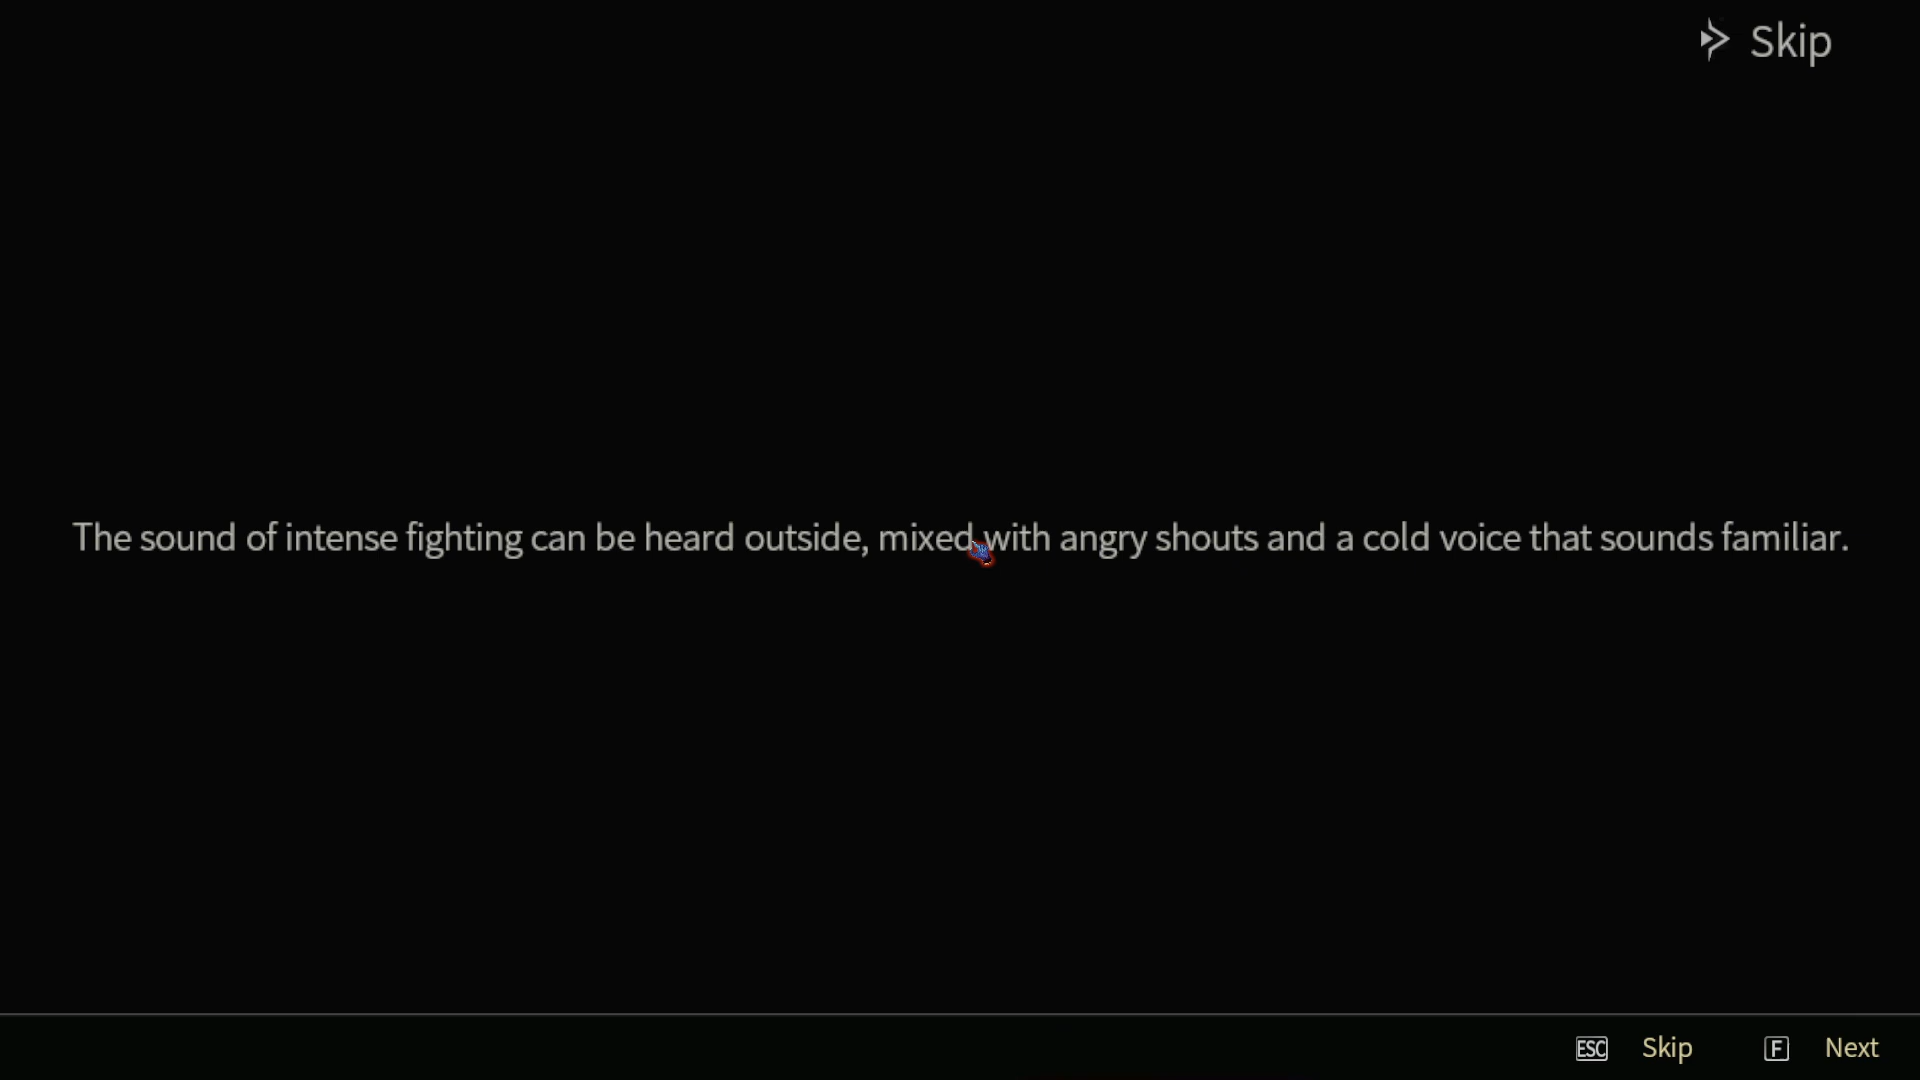 Skip
The sound of intense fighting can be heard outside, mixed with angry shouts and a cold voice that sounds familiar.
ESC Skip F Next